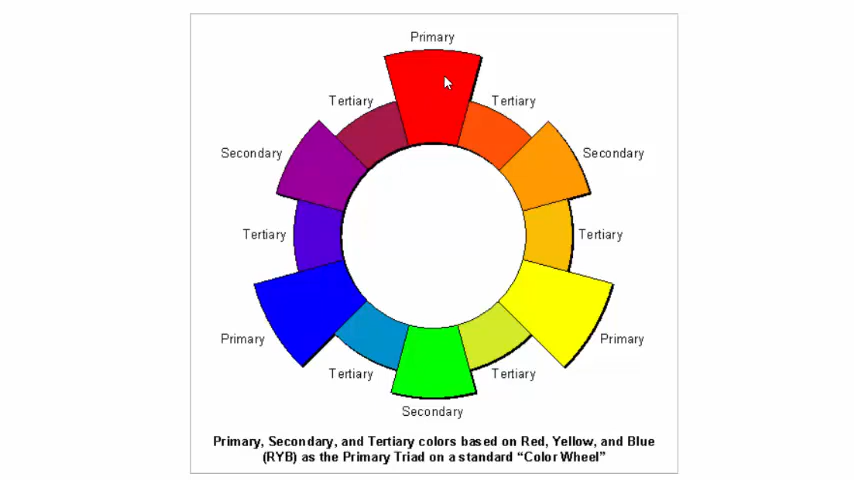 Primary
Tertiary
Tertiary
Secondary
Secondary
Tertiary
Tertiary
Primary
Primary
Tertiary
Tertiary
Secondary
Primary, Secondary, and Tertiary colors based on Red, Yellow, and Blue
(RYB) as the Primary Triad on a standard “Color Wheel”